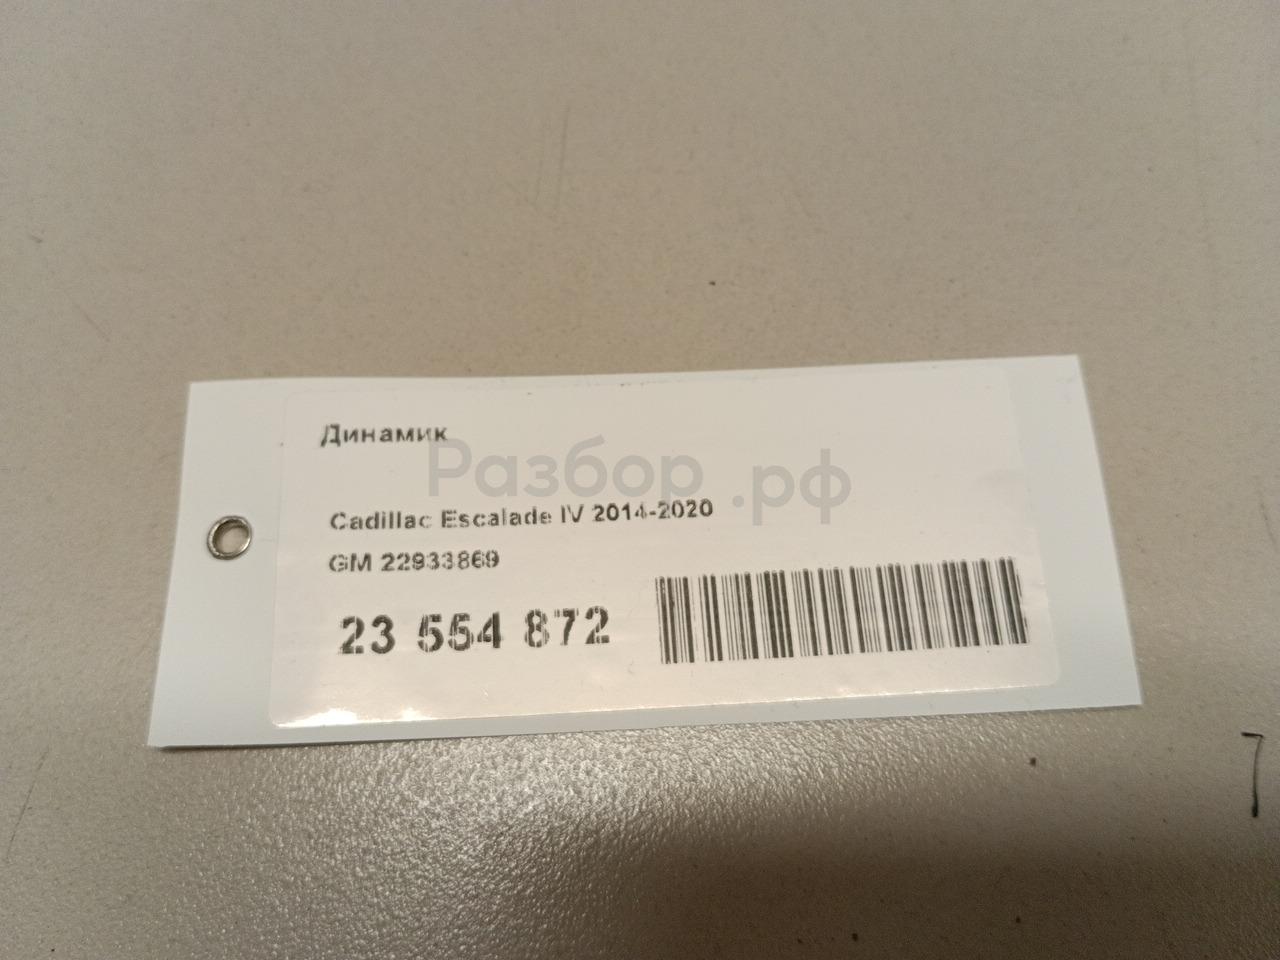 Динамик
Разбор.рф
Cadillac Escalade IV 2014-2020
GM 22933869
23 554 872